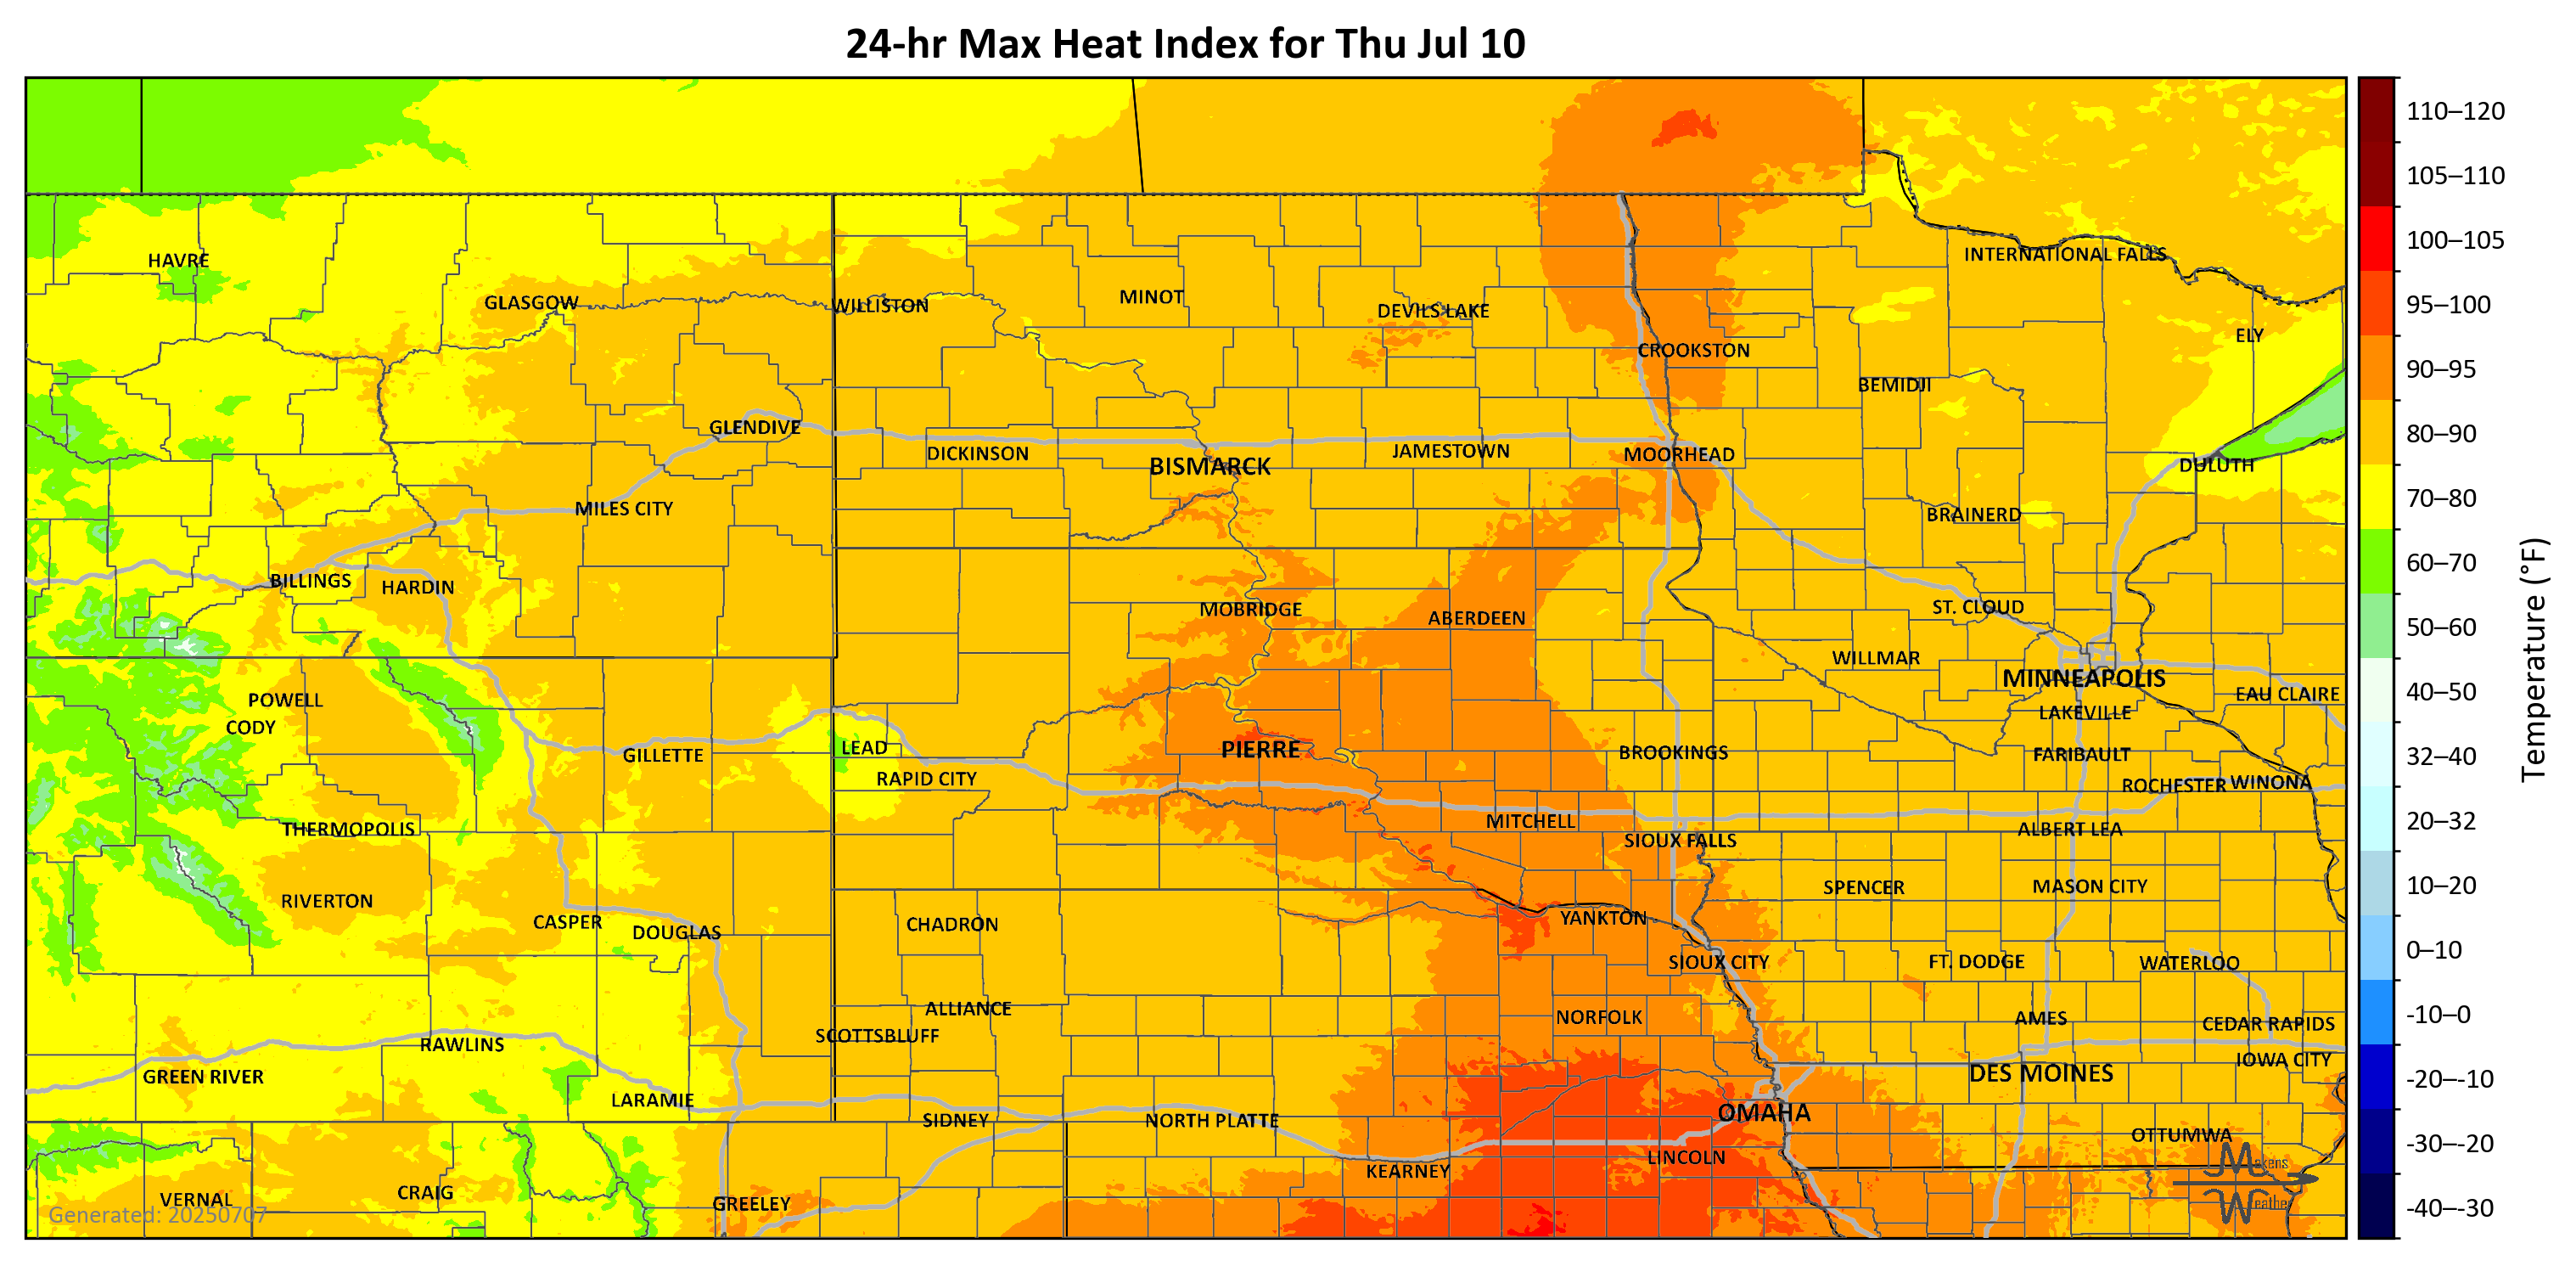 24-hr Max Heat Index for Thu Jul 10
110–120
105–110
100–105
95–100
90–95
80–90
70–80
60–70
50–60
40–50
32–40
20–32
10–20
0–10
-10–0
-20–-10
-30–-20
-40–-30
Temperature (°F)
HAVRE
INTERNATIONAL FALLS
GLASGOW
WILLISTON
MINOT
DEVILS LAKE
ELY
CROOKSTON
BEMIDJI
GLENDIVE
DICKINSON
BISMARCK
JAMESTOWN
MOORHEAD
DULUTH
MILES CITY
BRAINERD
BILLINGS
HARDIN
MOBRIDGE
ABERDEEN
ST. CLOUD
WILLMAR
MINNEAPOLIS
EAU CLAIRE
POWELL
CODY
LAKEVILLE
GILLETTE
LEAD
PIERRE
BROOKINGS
FARIBAULT
RAPID CITY
ROCHESTER
WINONA
THERMOPOLIS
MITCHELL
SIOUX FALLS
ALBERT LEA
RIVERTON
SPENCER
MASON CITY
CASPER
DOUGLAS
CHADRON
YANKTON
SIOUX CITY
FT. DODGE
WATERLOO
ALLIANCE
SCOTTSBLUFF
NORFOLK
AMES
CEDAR RAPIDS
RAWLINS
GREEN RIVER
DES MOINES
IOWA CITY
LARAMIE
SIDNEY
NORTH PLATTE
OMAHA
OTTUMWA
KEARNEY
LINCOLN
VERNAL
CRAIG
GREELEY
Generated: 20250707
Makens
Weather